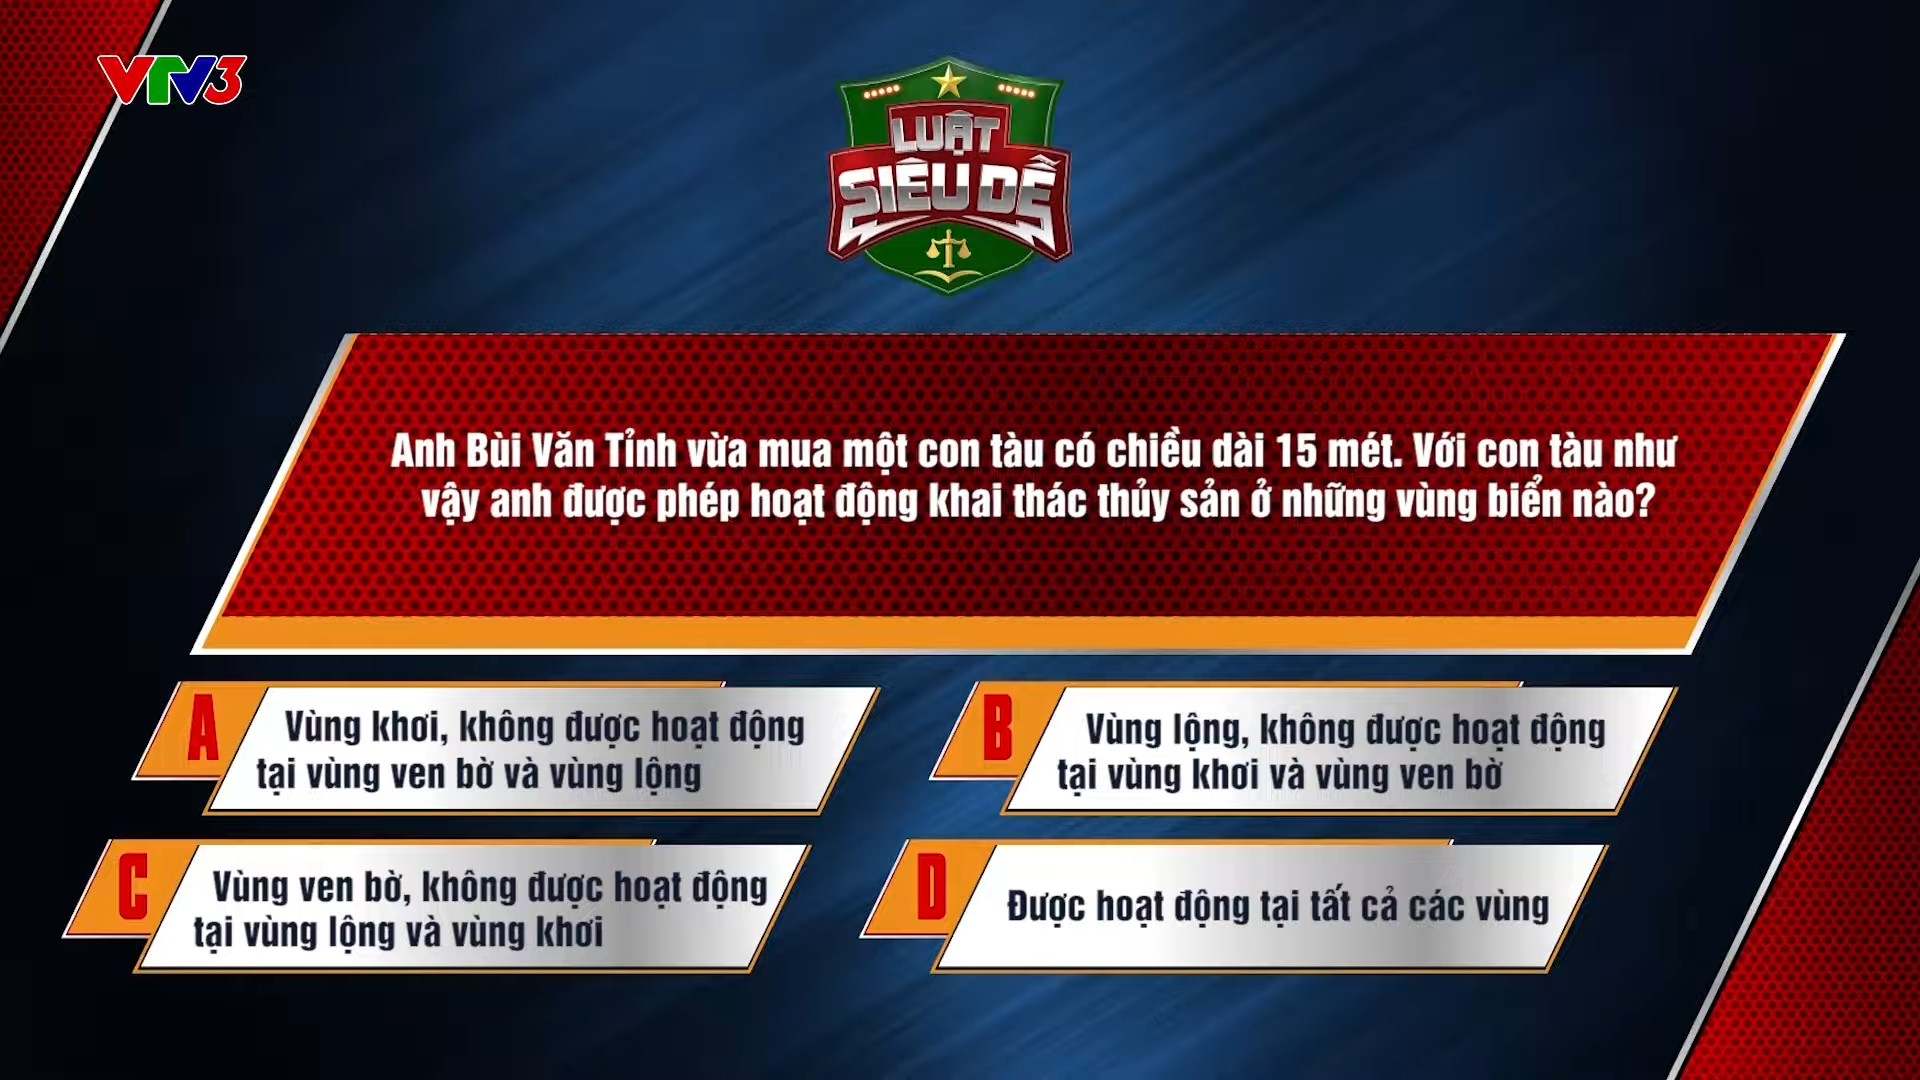 VTV3
LUẬT
SIÊU DỄ
Anh Bùi Văn Tỉnh vừa mua một con tàu có chiều dài 15 mét. Với con tàu như
vậy anh được phép hoạt động khai thác thủy sản ở những vùng biển nào?
A
Vùng khơi, không được hoạt động
tại vùng ven bờ và vùng lộng
B
Vùng lộng, không được hoạt động
tại vùng khơi và vùng ven bờ
C
Vùng ven bờ, không được hoạt động
tại vùng lộng và vùng khơi
D
Được hoạt động tại tất cả các vùng